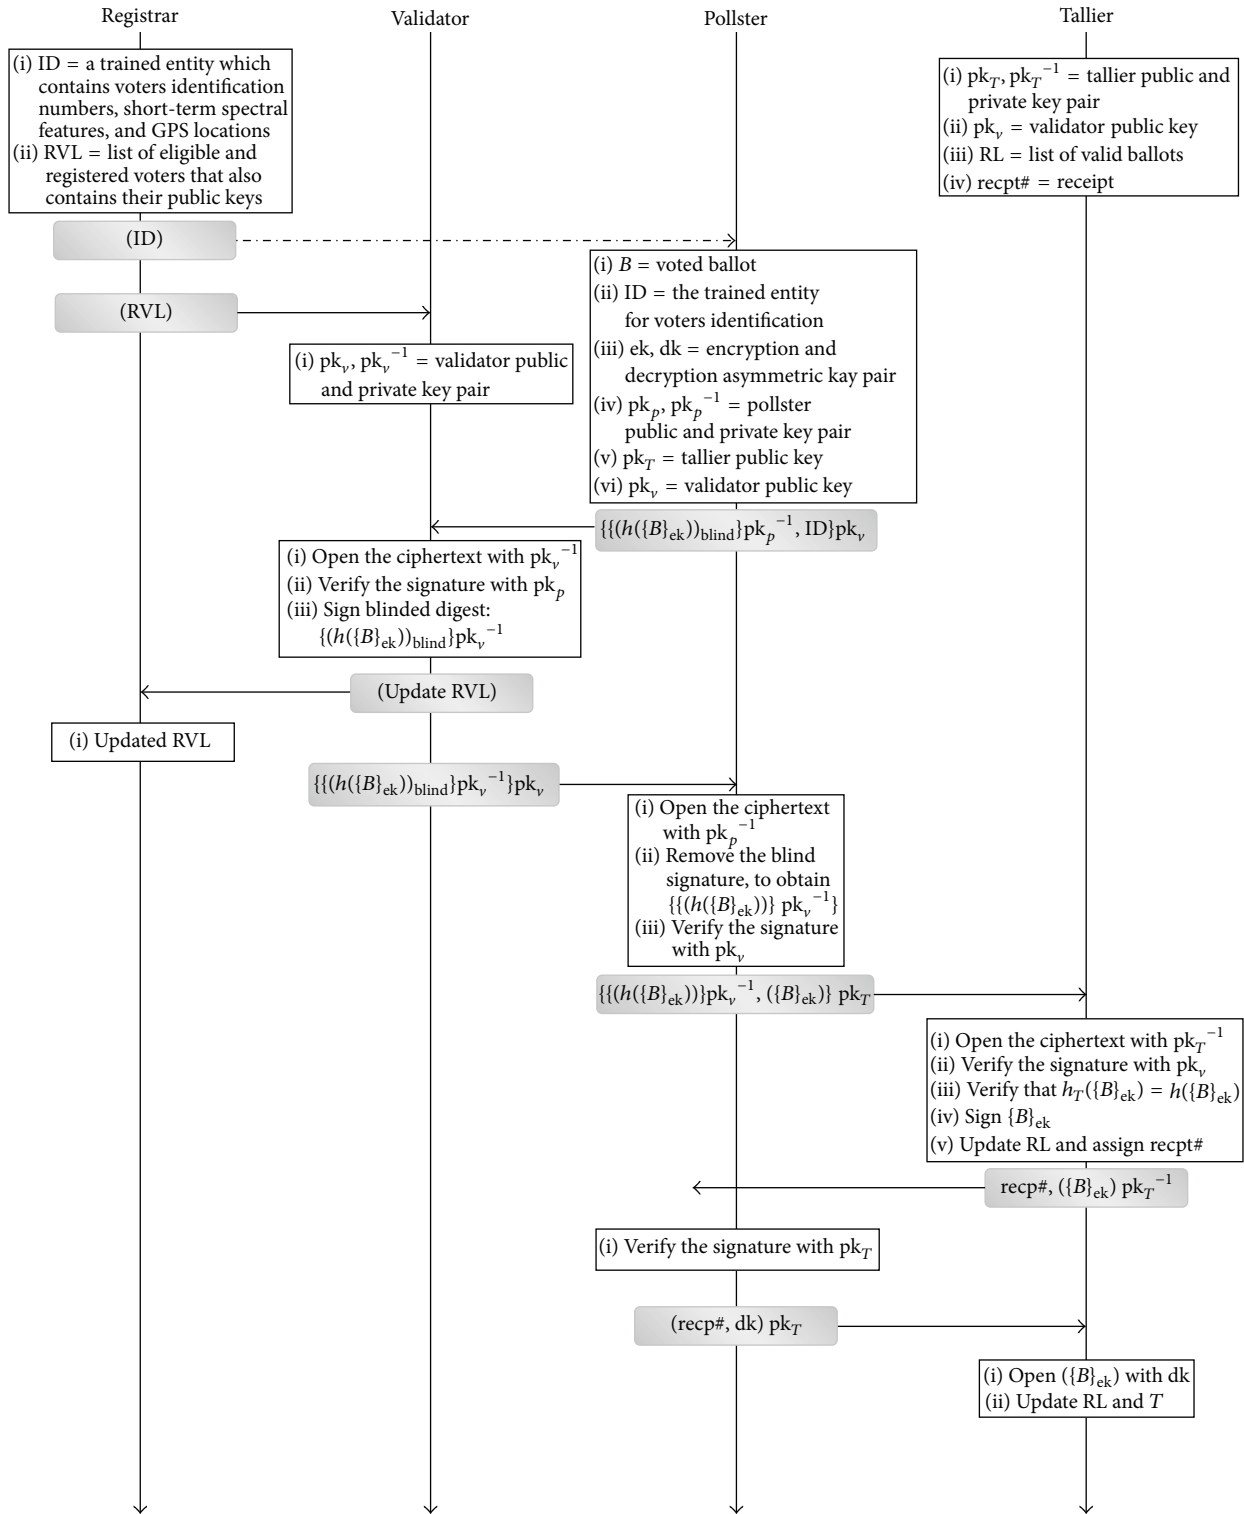 Registrar
Validator
Pollster
Tallier
(i) ID = a trained entity which
contains voters identification
numbers, short-term spectral
features, and GPS locations
(ii) RVL = list of eligible and
registered voters that also
contains their public keys
(i) pk_T, pk_T^−1 = tallier public and
private key pair
(ii) pk_v = validator public key
(iii) RL = list of valid ballots
(iv) recpt# = receipt
(ID)
(RVL)
(i) B = voted ballot
(ii) ID = the trained entity
for voters identification
(iii) ek, dk = encryption and
decryption asymmetric kay pair
(iv) pk_p, pk_p^−1 = pollster
public and private key pair
(v) pk_T = tallier public key
(vi) pk_v = validator public key
(i) pk_v, pk_v^−1 = validator public
and private key pair
{{(h({B}_ek))_blind}pk_p^−1, ID}pk_v
(i) Open the ciphertext with pk_v^−1
(ii) Verify the signature with pk_p
(iii) Sign blinded digest:
{(h({B}_ek))_blind}pk_v^−1
(Update RVL)
(i) Updated RVL
{{(h({B}_ek))_blind}pk_v^−1}pk_v
(i) Open the ciphertext
with pk_p^−1
(ii) Remove the blind
signature, to obtain
{{(h({B}_ek))} pk_v^−1}
(iii) Verify the signature
with pk_v
{{(h({B}_ek))}pk_v^−1, ({B}_ek)} pk_T
(i) Open the ciphertext with pk_T^−1
(ii) Verify the signature with pk_v
(iii) Verify that h_T({B}_ek) = h({B}_ek)
(iv) Sign {B}_ek
(v) Update RL and assign recpt#
recp#, ({B}_ek) pk_T^−1
(i) Verify the signature with pk_T
(recp#, dk) pk_T
(i) Open ({B}_ek) with dk
(ii) Update RL and T